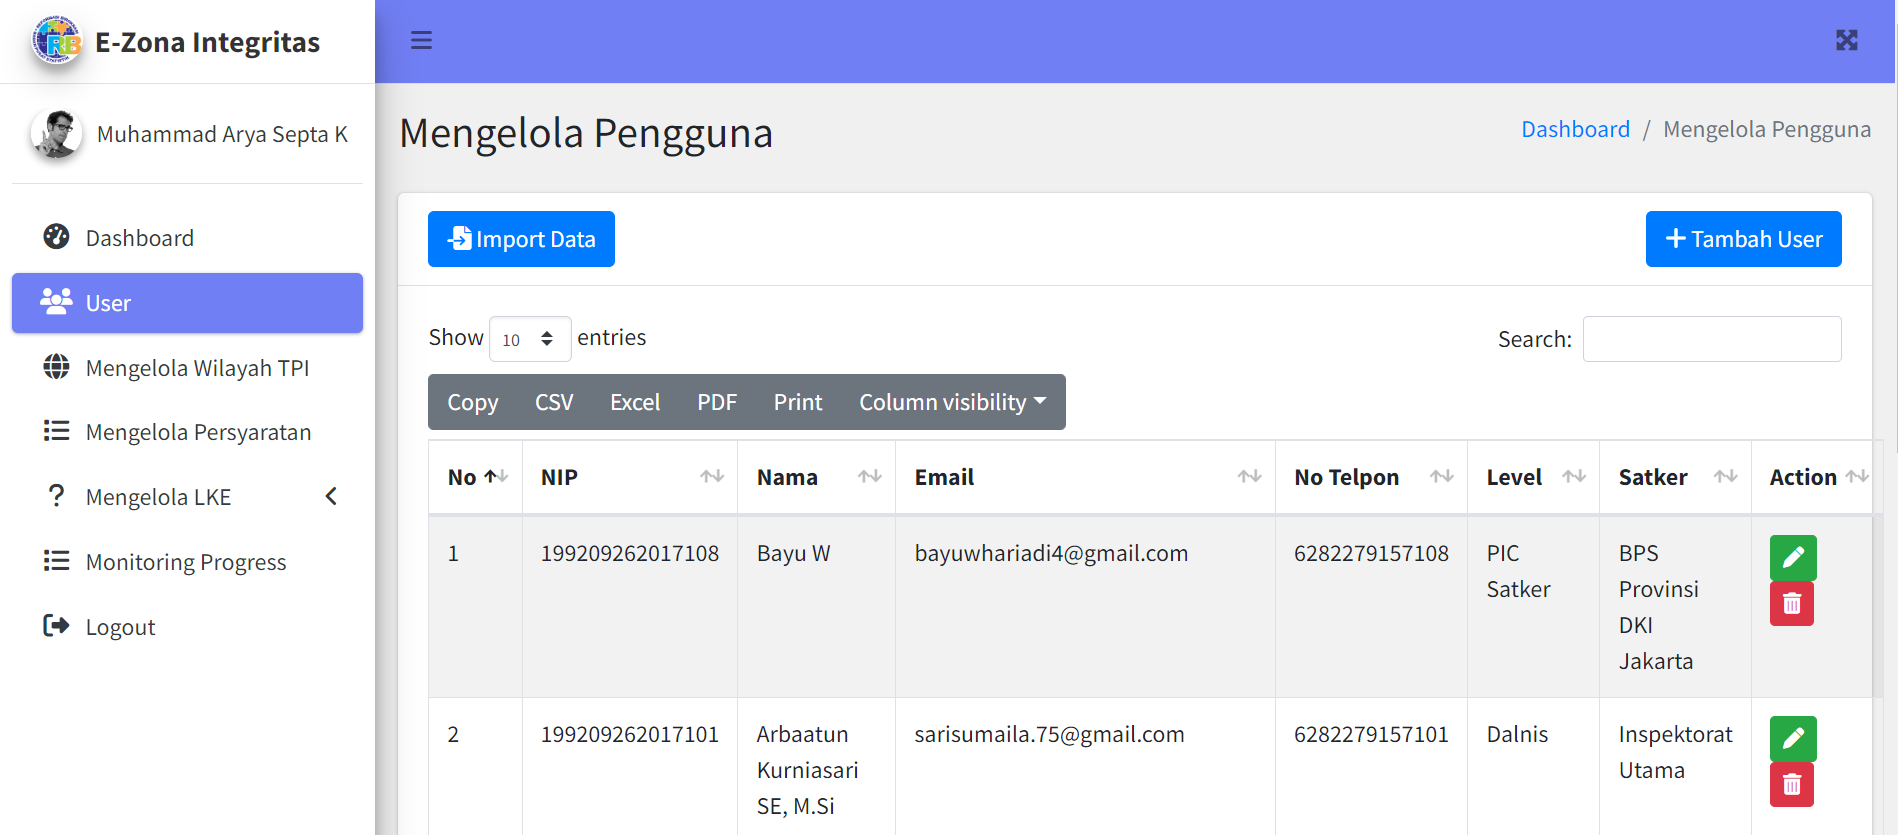 E-Zona Integritas
Muhammad Arya Septa K
Dashboard
User
Mengelola Wilayah TPI
Mengelola Persyaratan
Mengelola LKE
Monitoring Progress
Logout
Mengelola Pengguna
Dashboard / Mengelola Pengguna
Import Data
Tambah User
Show 10 entries
Search:
Copy CSV Excel PDF Print Column visibility
No NIP Nama Email No Telpon Level Satker Action
1 199209262017108 Bayu W bayuwhariadi4@gmail.com 6282279157108 PIC BPS
Satker Provinsi
DKI
Jakarta
2 199209262017101 Arbaatun sarisumaila.75@gmail.com 6282279157101 Dalnis Inspektorat
Kurniasari Utama
SE, M.Si